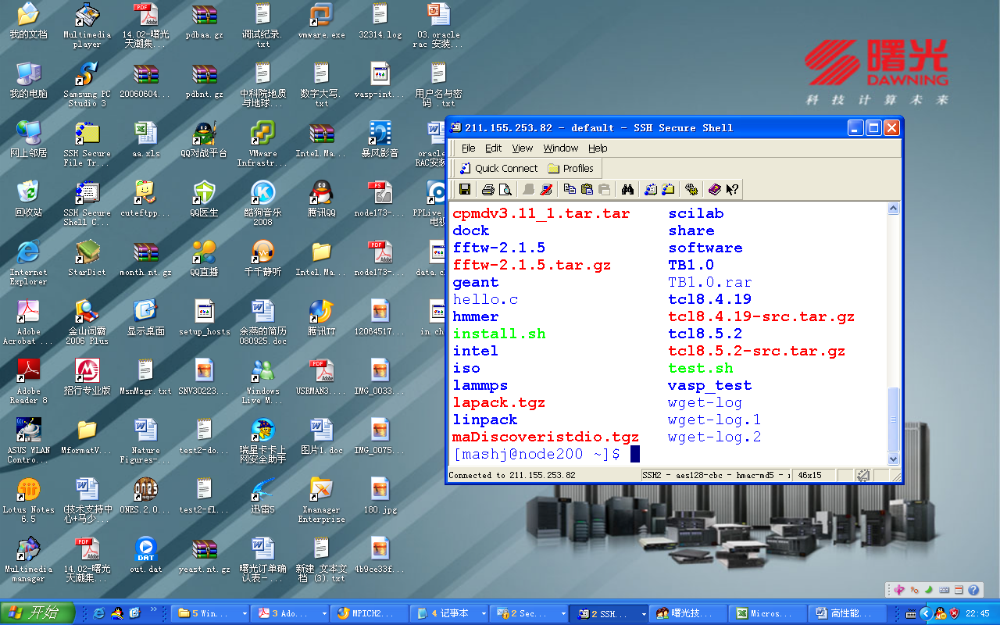 我的文档
Multimedia
player
14.02-曙光
天潮集...
pdbaa.gz
调试纪录.
txt
vmware.exe
32314.log
03.oracle
rac 安装...
我的电脑
Samsung PC
Studio 3
20060604...
pdbnt.gz
中科院地质
与地球...
数字大写.
txt
vasp-int...
用户名与密
码 .txt
网上邻居
SSH Secure
File Tr...
aa.xls
QQ对战平台
VMware
Infrastr...
Intel.Ma...
暴风影音
oracle
RAC安装
回收站
SSH Secure
Shell C...
cuteftpp...
QQ医生
酷狗音乐
2008
腾讯QQ
node173-...
PPLive
电视
Internet
Explorer
StarDict
month.nt.gz
QQ直播
千千静听
Intel.Ma...
node173-...
data.c
Adobe
Acrobat ...
金山词霸
2006 Plus
显示桌面
setup_hosts
余燕的简历
080925.doc
腾讯TT
12064517...
in.ch
Adobe
Reader 8
招行专业版
MsnMsgr.txt
SNV30223...
Windows
Live M...
USRMAN3...
IMG_0033...
ASUS WLAN
Contro...
MformatV...
Nature
Figures-...
test2-do...
瑞星卡卡上
网安全助手
图片1.doc
IMG_0075...
Lotus Notes
6.5
(技术支持中
心+马少...
ONES.2.0...
test2-fl...
迅雷5
Xmanager
Enterprise
180.jpg
Multimedia
manager
14.02-曙光
天潮集...
out.dat
yeast.nt.gz
曙光订单确
认表-...
新建 文本文
档 (3).txt
4b9ce33f...
曙光
DAWNING
科技计算未来
211.155.253.82 - default - SSH Secure Shell
File Edit View Window Help
Quick Connect Profiles
cpmdv3.11_1.tar.tar scilab
dock share
fftw-2.1.5 software
fftw-2.1.5.tar.gz TB1.0
geant TB1.0.rar
hello.c tcl8.4.19
hmmer tcl8.4.19-src.tar.gz
install.sh tcl8.5.2
intel tcl8.5.2-src.tar.gz
iso test.sh
lammps vasp_test
lapack.tgz wget-log
linpack wget-log.1
maDiscoveristdio.tgz wget-log.2
[mashj@node200 ~]$
Connected to 211.155.253.82 SSH2 - aes128-cbc - hmac-md5 - 46x15
开始 5 Win... 3 Ado... MPICH2... 4 记事本 2 Sec... 2 SSH... 曙光技... Micros... 高性能... 22:45